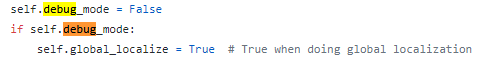 self.debug_mode = False
if self.debug_mode:
    self.global_localize = True  # True when doing global localization